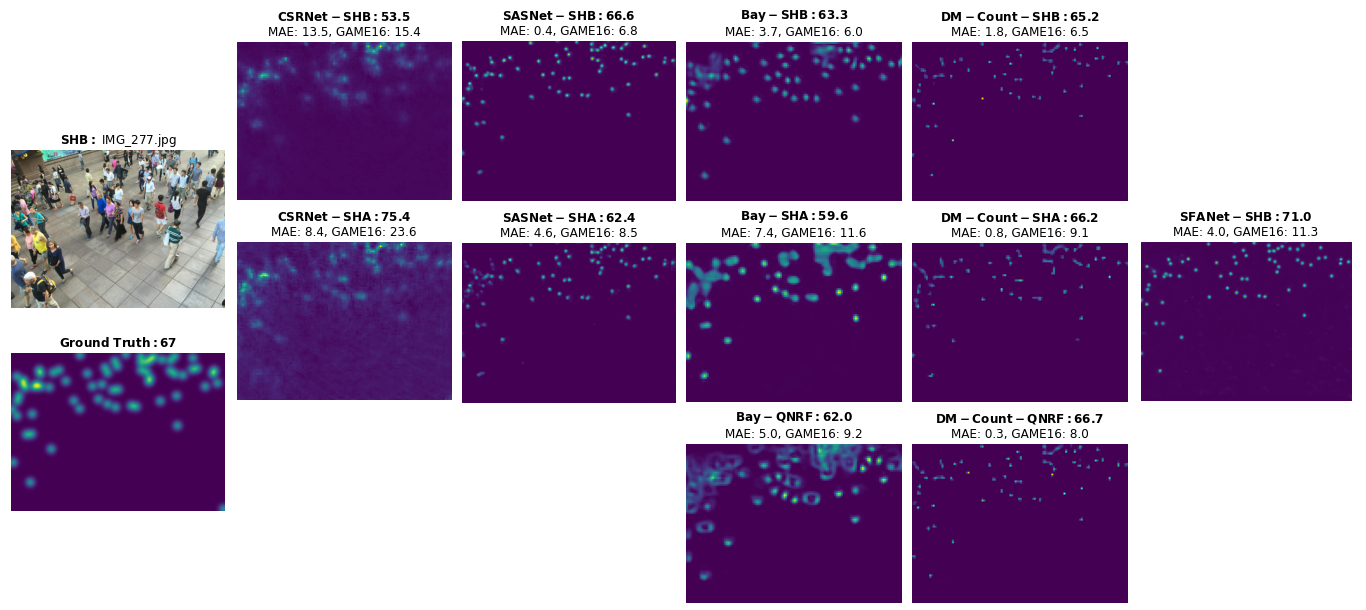 CSRNet − SHB: 53.5
MAE: 13.5, GAME16: 15.4
SASNet − SHB: 66.6
MAE: 0.4, GAME16: 6.8
Bay − SHB: 63.3
MAE: 3.7, GAME16: 6.0
DM − Count − SHB: 65.2
MAE: 1.8, GAME16: 6.5
SHB: IMG_277.jpg
CSRNet − SHA: 75.4
MAE: 8.4, GAME16: 23.6
SASNet − SHA: 62.4
MAE: 4.6, GAME16: 8.5
Bay − SHA: 59.6
MAE: 7.4, GAME16: 11.6
DM − Count − SHA: 66.2
MAE: 0.8, GAME16: 9.1
SFANet − SHB: 71.0
MAE: 4.0, GAME16: 11.3
Ground Truth: 67
Bay − QNRF: 62.0
MAE: 5.0, GAME16: 9.2
DM − Count − QNRF: 66.7
MAE: 0.3, GAME16: 8.0